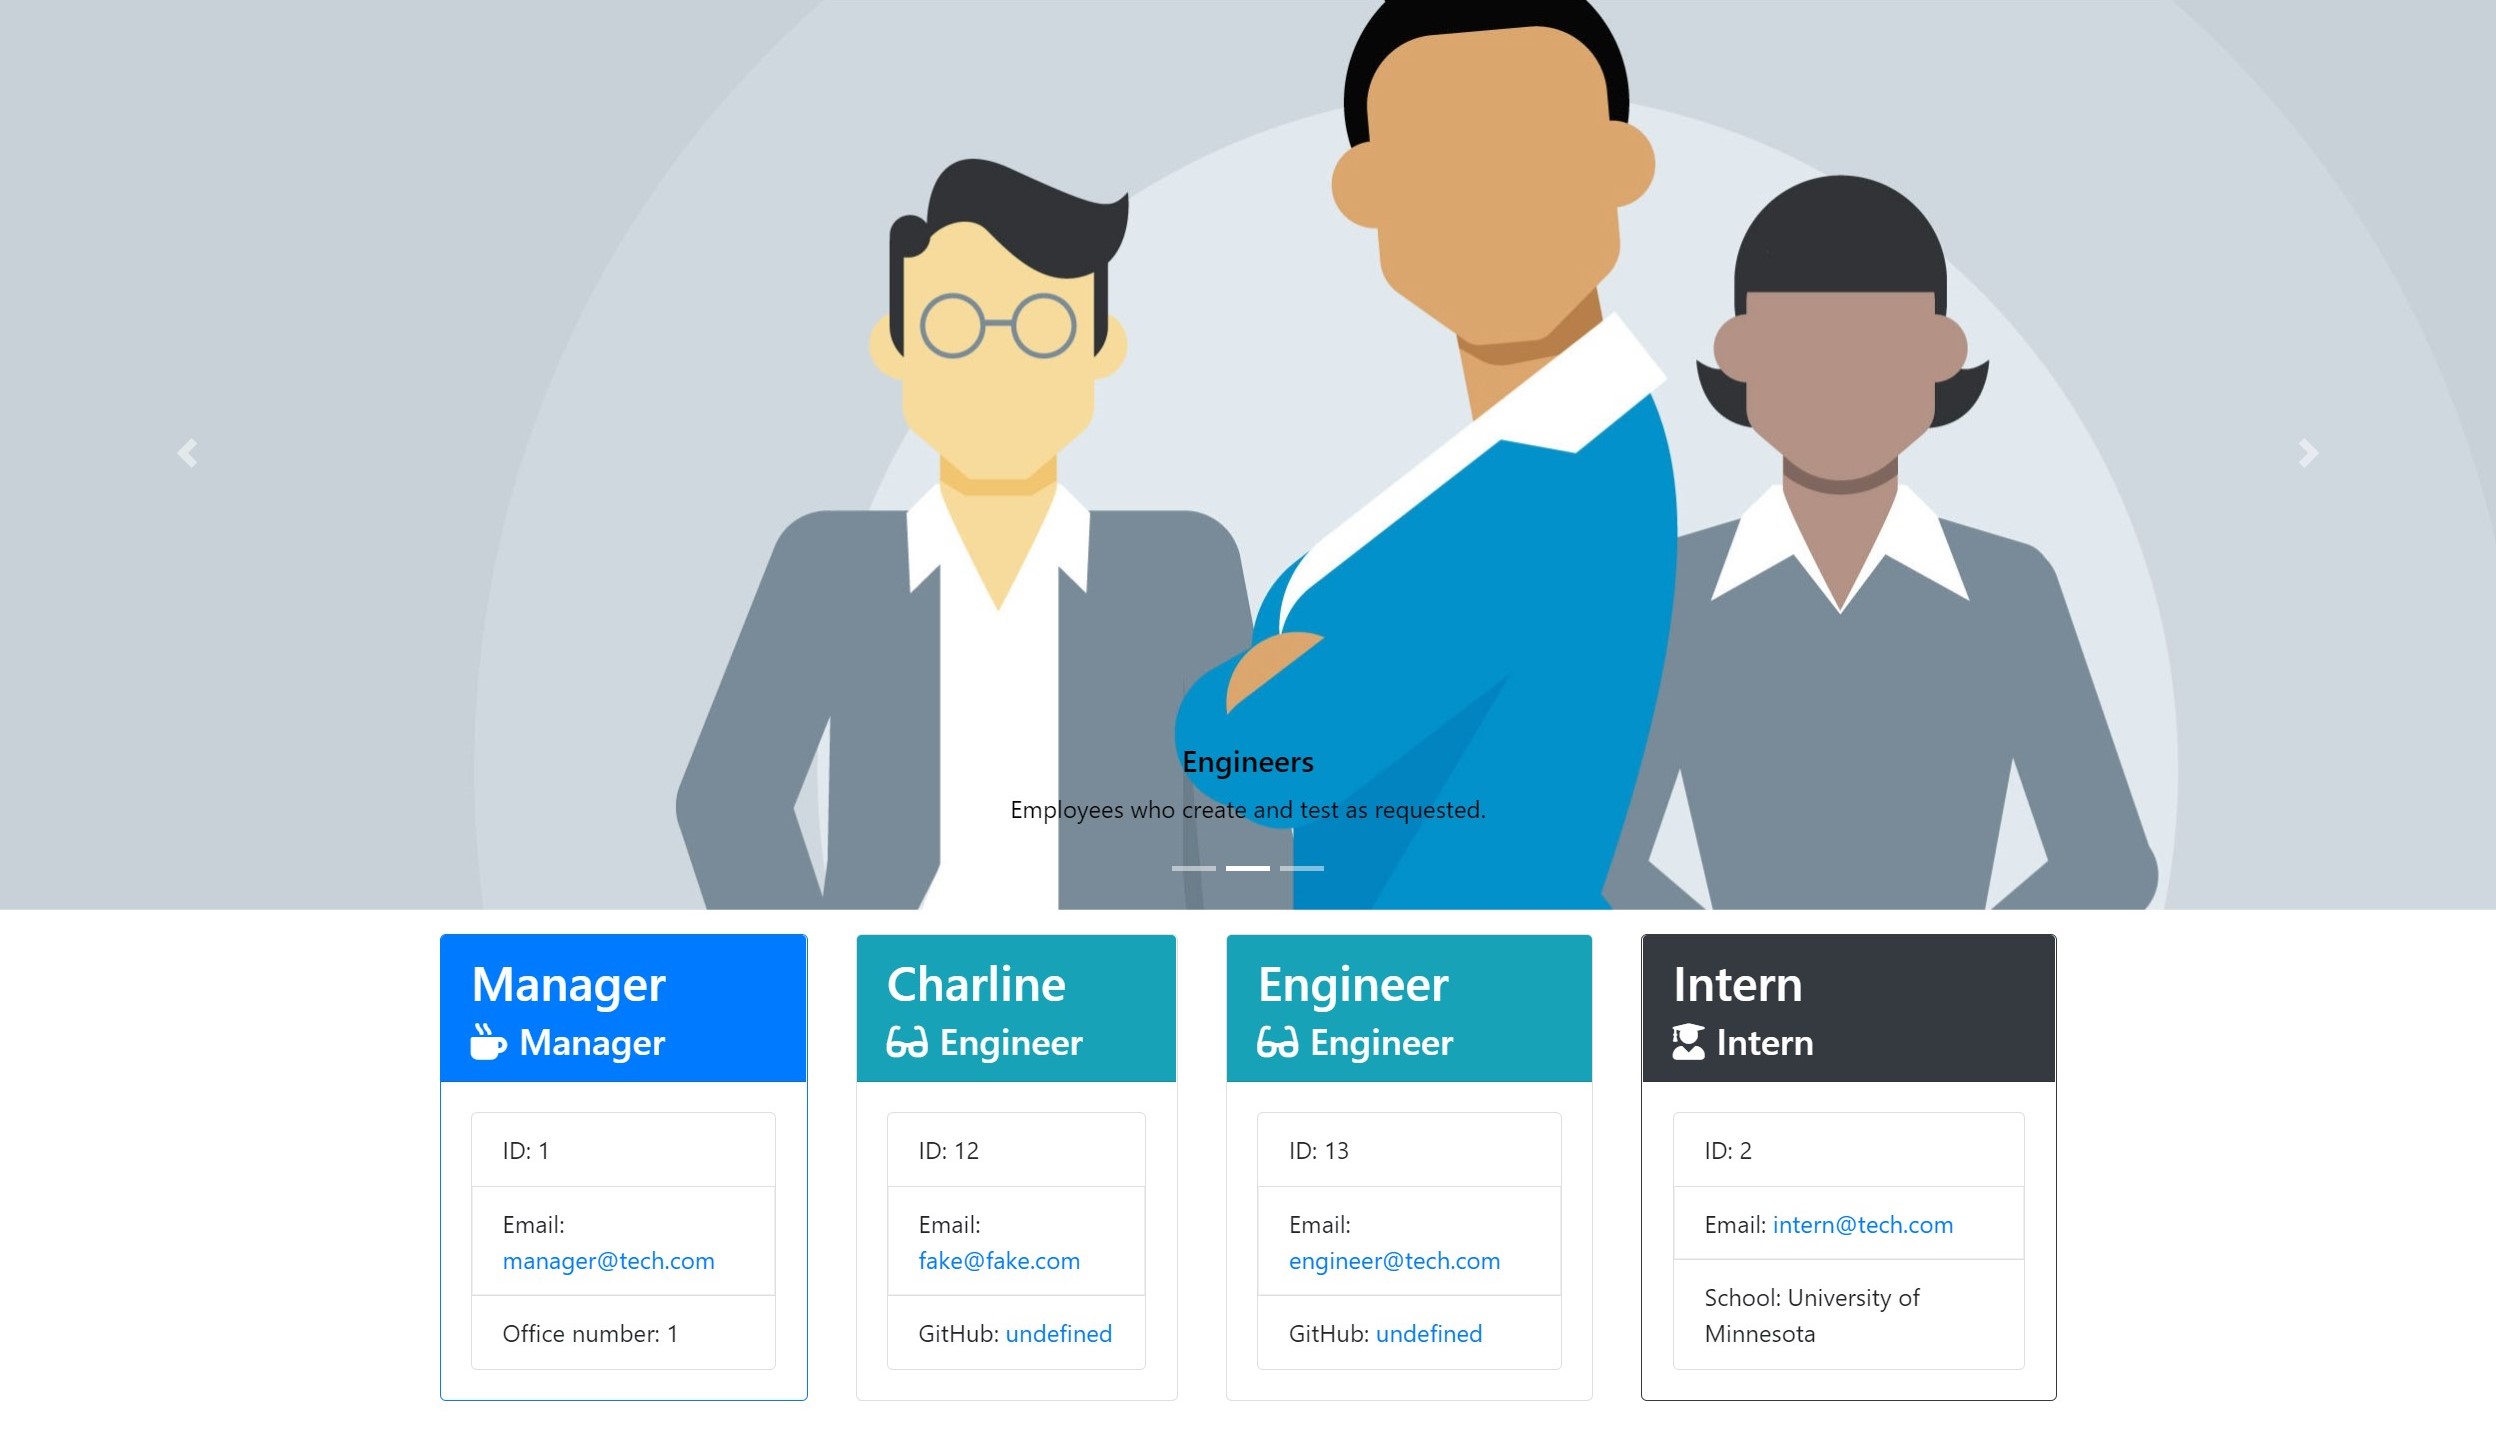 Engineers
Employees who create and test as requested.
Manager
Manager
ID: 1
Email:
manager@tech.com
Office number: 1
Charline
Engineer
ID: 12
Email:
fake@fake.com
GitHub: undefined
Engineer
Engineer
ID: 13
Email:
engineer@tech.com
GitHub: undefined
Intern
Intern
ID: 2
Email: intern@tech.com
School: University of
Minnesota